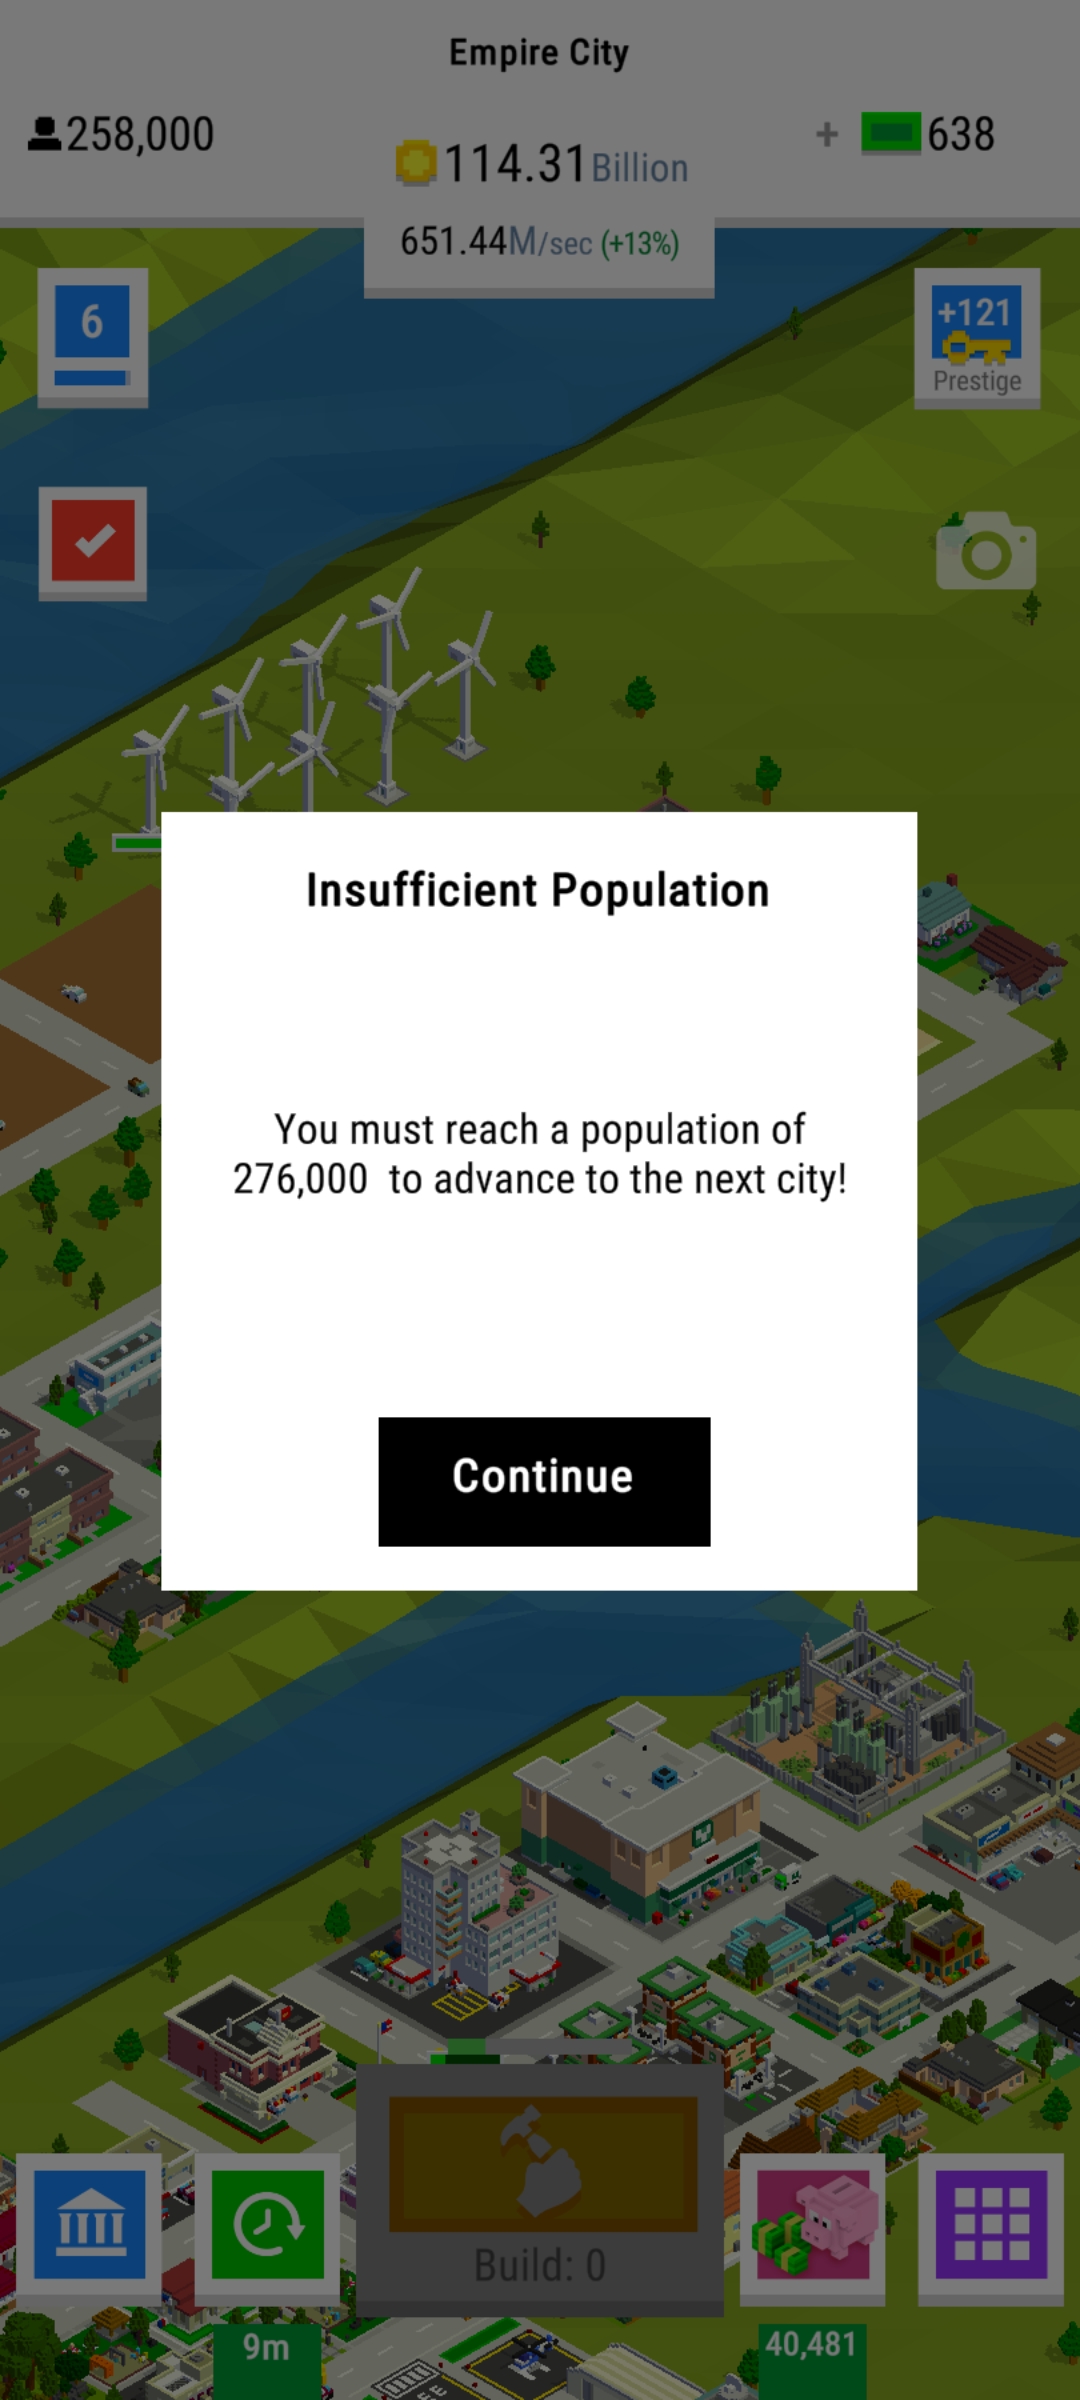 Empire City
258,000
114.31 Billion
+ 638
651.44M/sec (+13%)
6
+121
Prestige
Insufficient Population
You must reach a population of
276,000 to advance to the next city!
Continue
Build: 0
9m
40,481